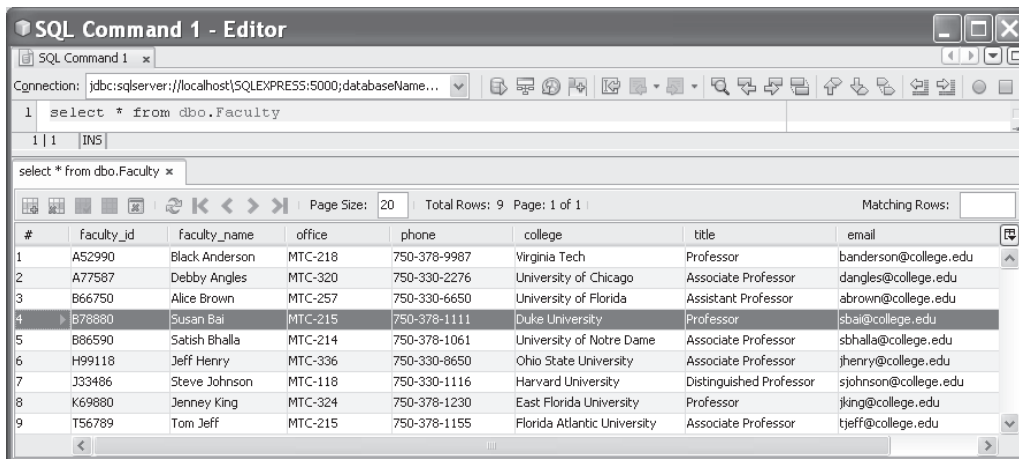 SQL Command 1 - Editor
SQL Command 1
Connection: jdbc:sqlserver://localhost\SQLEXPRESS:5000;databaseName...
1 select * from dbo.Faculty
1 | 1 INS
select * from dbo.Faculty
Page Size: 20 Total Rows: 9 Page: 1 of 1 Matching Rows:
# faculty_id faculty_name office phone college title email
1 A52990 Black Anderson MTC-218 750-378-9987 Virginia Tech Professor banderson@college.edu
2 A77587 Debby Angles MTC-320 750-330-2276 University of Chicago Associate Professor dangles@college.edu
3 B66750 Alice Brown MTC-257 750-330-6650 University of Florida Assistant Professor abrown@college.edu
4 B78880 Susan Bai MTC-215 750-378-1111 Duke University Professor sbai@college.edu
5 B86590 Satish Bhalla MTC-214 750-378-1061 University of Notre Dame Associate Professor sbhalla@college.edu
6 H99118 Jeff Henry MTC-336 750-330-8650 Ohio State University Associate Professor jhenry@college.edu
7 J33486 Steve Johnson MTC-118 750-330-1116 Harvard University Distinguished Professor sjohnson@college.edu
8 K69880 Jenney King MTC-324 750-378-1230 East Florida University Professor jking@college.edu
9 T56789 Tom Jeff MTC-215 750-378-1155 Florida Atlantic University Associate Professor tjeff@college.edu